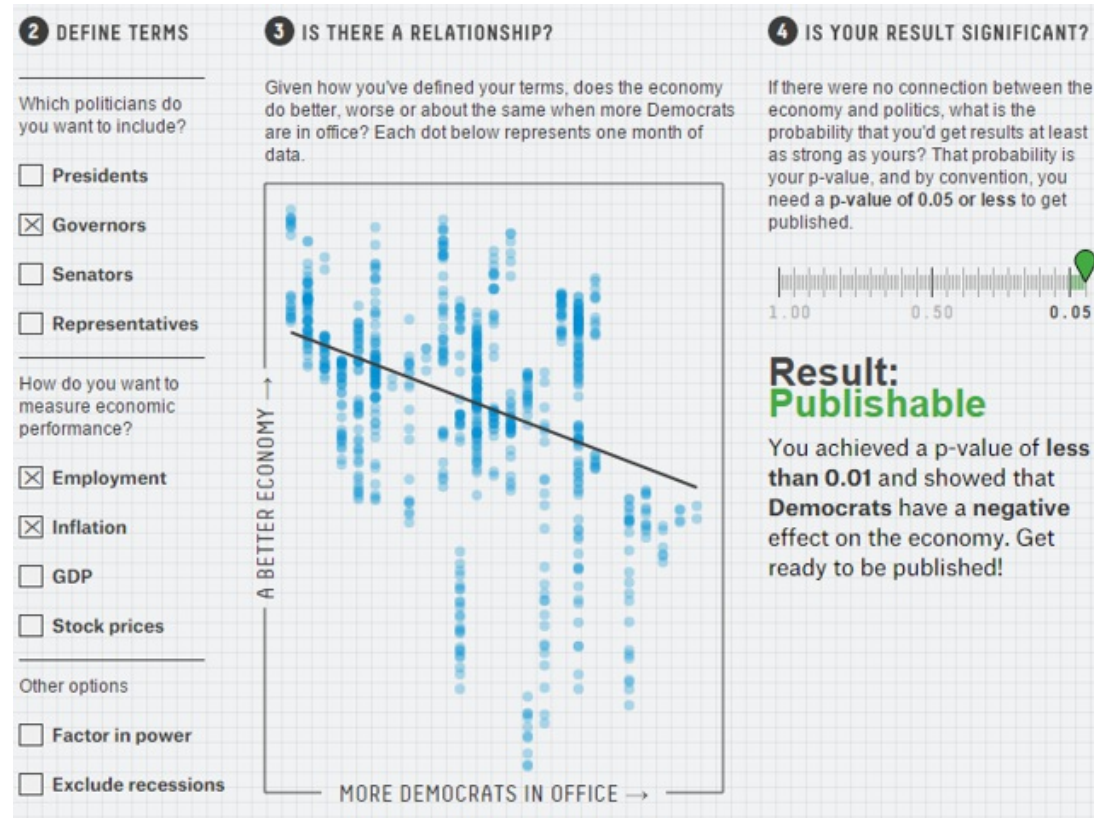 2 DEFINE TERMS
Which politicians do
you want to include?
Presidents
Governors
Senators
Representatives
How do you want to
measure economic
performance?
Employment
Inflation
GDP
Stock prices
Other options
Factor in power
Exclude recessions
3 IS THERE A RELATIONSHIP?
Given how you've defined your terms, does the economy
do better, worse or about the same when more Democrats
are in office? Each dot below represents one month of
data.
A BETTER ECONOMY →
MORE DEMOCRATS IN OFFICE →
4 IS YOUR RESULT SIGNIFICANT?
If there were no connection between the
economy and politics, what is the
probability that you'd get results at least
as strong as yours? That probability is
your p-value, and by convention, you
need a p-value of 0.05 or less to get
published.
1.00 0.50 0.05
Result:
Publishable
You achieved a p-value of less
than 0.01 and showed that
Democrats have a negative
effect on the economy. Get
ready to be published!